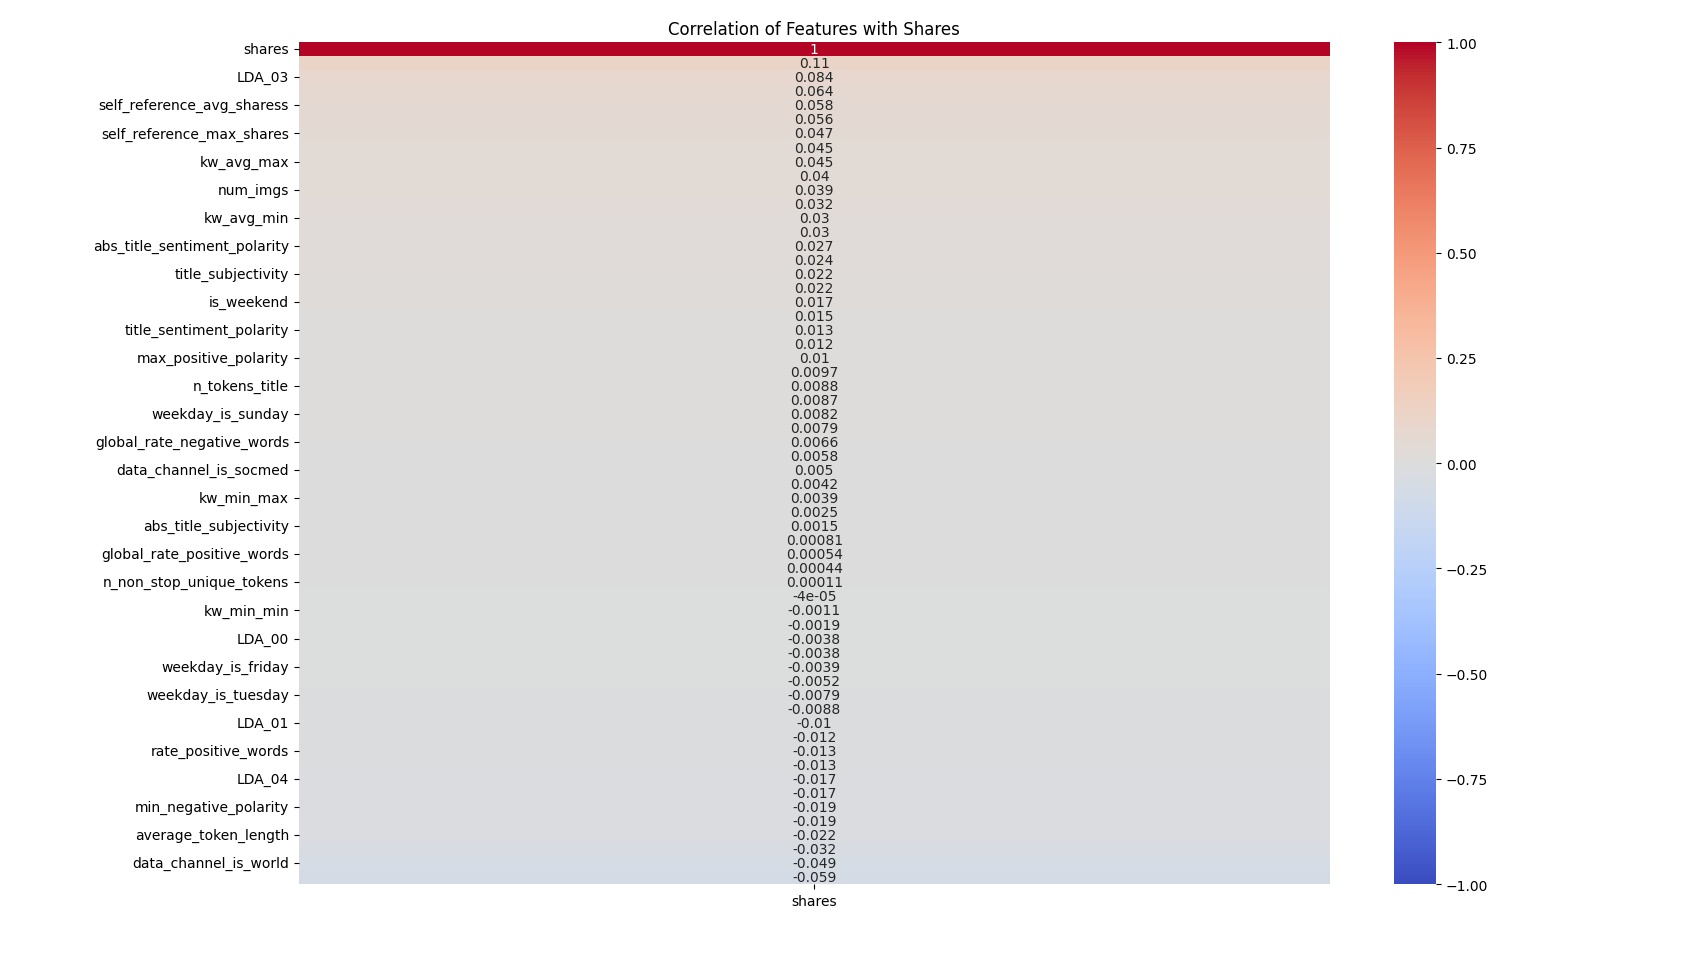 Correlation of Features with Shares
shares 1 1.00
0.11
LDA_03 0.084
0.064
self_reference_avg_sharess 0.058
0.056
self_reference_max_shares 0.047
0.045
0.75
kw_avg_max 0.045
0.04
num_imgs 0.039
0.032
kw_avg_min 0.03
0.03
abs_title_sentiment_polarity 0.027
0.50
0.024
title_subjectivity 0.022
0.022
is_weekend 0.017
0.015
title_sentiment_polarity 0.013
0.012
max_positive_polarity 0.01 0.25
0.0097
n_tokens_title 0.0088
0.0087
weekday_is_sunday 0.0082
0.0079
global_rate_negative_words 0.0066
0.0058
0.00
data_channel_is_socmed 0.005
0.0042
kw_min_max 0.0039
0.0025
abs_title_subjectivity 0.0015
0.00081
global_rate_positive_words 0.00054
0.00044
−0.25
n_non_stop_unique_tokens 0.00011
-4e-05
kw_min_min -0.0011
-0.0019
LDA_00 -0.0038
-0.0038
weekday_is_friday -0.0039
−0.50
-0.0052
weekday_is_tuesday -0.0079
-0.0088
LDA_01 -0.01
-0.012
rate_positive_words -0.013
-0.013
LDA_04 -0.017 −0.75
-0.017
min_negative_polarity -0.019
-0.019
average_token_length -0.022
-0.032
data_channel_is_world -0.049
-0.059
−1.00
shares